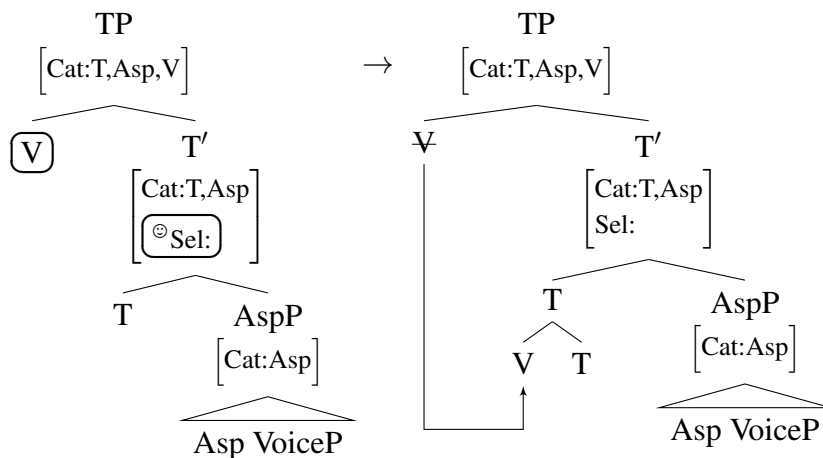 TP → TP
[Cat:T,Asp,V] [Cat:T,Asp,V]
V T′ V T′
[Cat:T,Asp [Cat:T,Asp
☺Sel:] Sel:]
T AspP T AspP
[Cat:Asp] V T [Cat:Asp]
Asp VoiceP Asp VoiceP